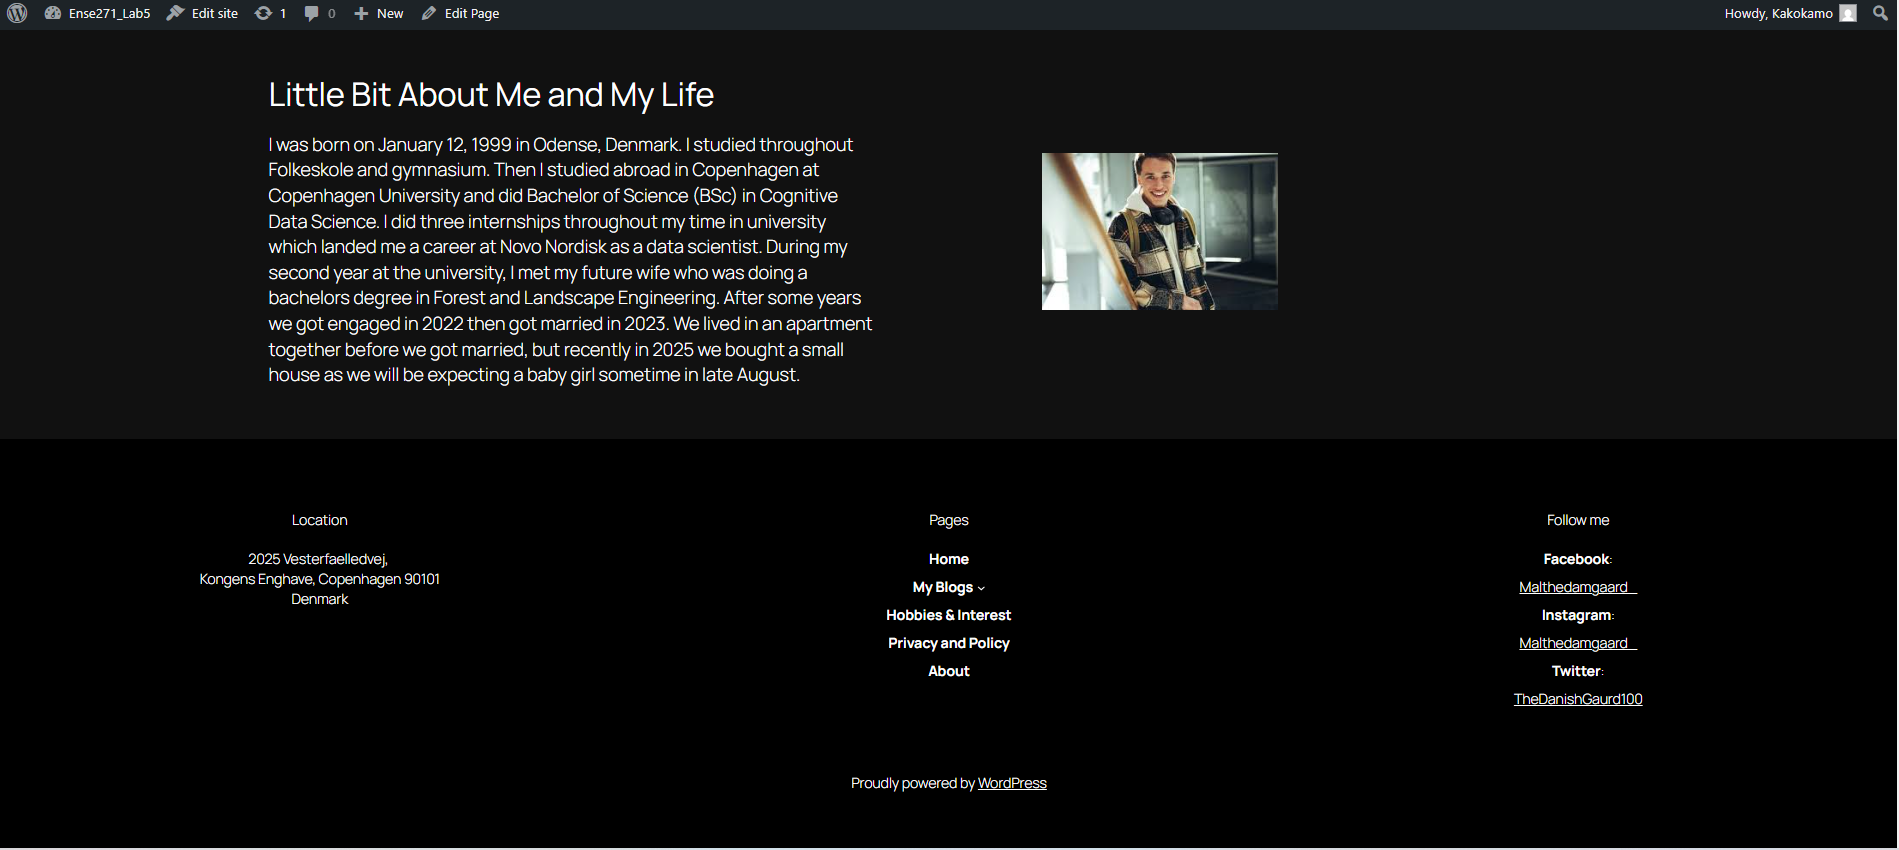 Ense271_Lab5 Edit site 1 0 New Edit Page Howdy, Kakokamo
Little Bit About Me and My Life
I was born on January 12, 1999 in Odense, Denmark. I studied throughout
Folkeskole and gymnasium. Then I studied abroad in Copenhagen at
Copenhagen University and did Bachelor of Science (BSc) in Cognitive
Data Science. I did three internships throughout my time in university
which landed me a career at Novo Nordisk as a data scientist. During my
second year at the university, I met my future wife who was doing a
bachelors degree in Forest and Landscape Engineering. After some years
we got engaged in 2022 then got married in 2023. We lived in an apartment
together before we got married, but recently in 2025 we bought a small
house as we will be expecting a baby girl sometime in late August.
Location
2025 Vesterfaelledvej,
Kongens Enghave, Copenhagen 90101
Denmark
Pages
Home
My Blogs
Hobbies & Interest
Privacy and Policy
About
Follow me
Facebook:
Malthedamgaard_
Instagram:
Malthedamgaard_
Twitter:
TheDanishGaurd100
Proudly powered by WordPress